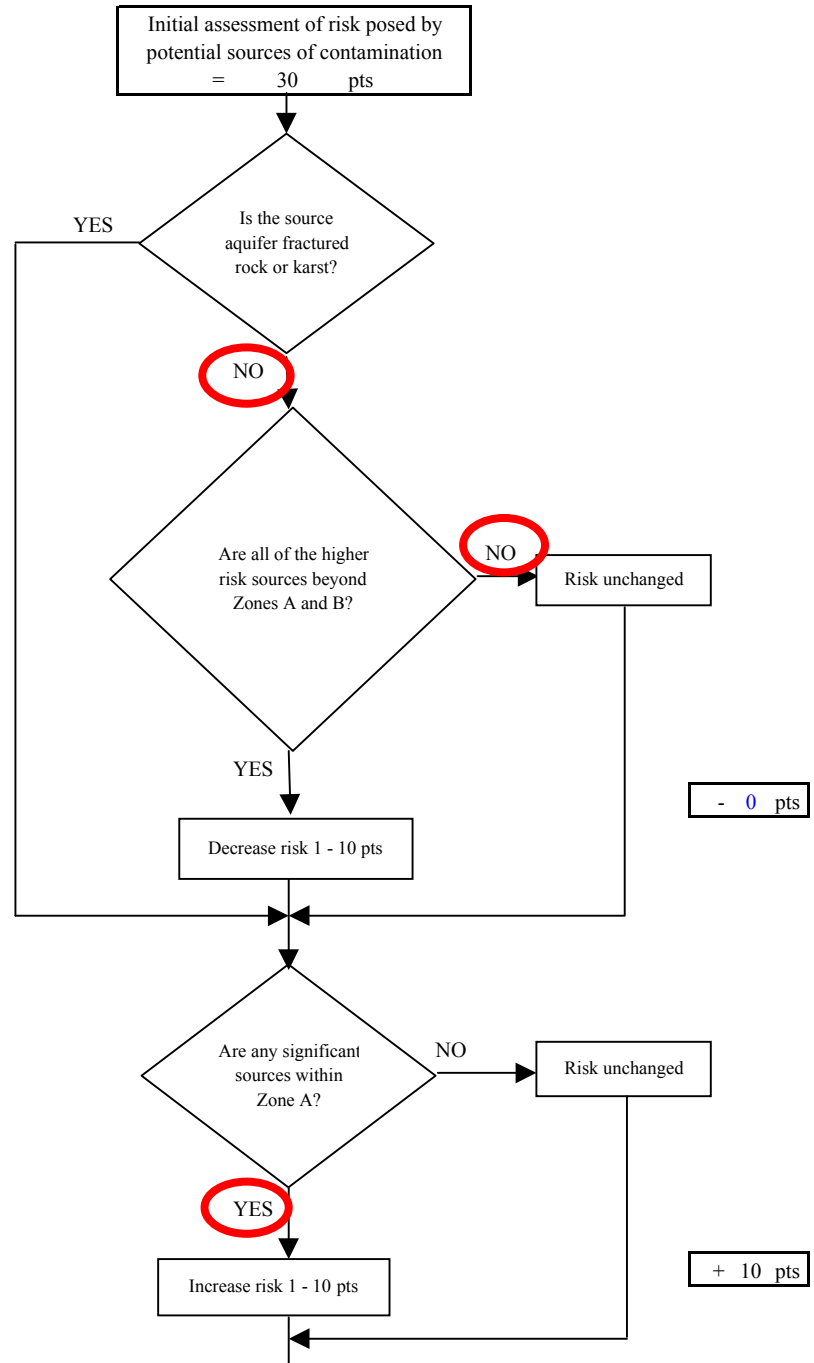 Initial assessment of risk posed by
potential sources of contamination
= 30 pts
YES
Is the source
aquifer fractured
rock or karst?
NO
Are all of the higher
risk sources beyond
Zones A and B?
NO
Risk unchanged
YES
- 0 pts
Decrease risk 1 - 10 pts
Are any significant
sources within
Zone A?
NO
Risk unchanged
YES
+ 10 pts
Increase risk 1 - 10 pts